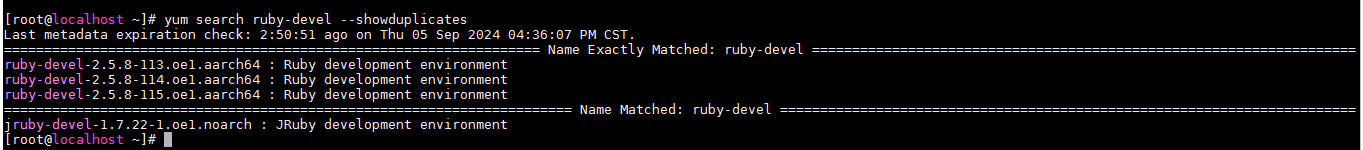 [root@localhost ~]# yum search ruby-devel --showduplicates
Last metadata expiration check: 2:50:51 ago on Thu 05 Sep 2024 04:36:07 PM CST.
=================================================================== Name Exactly Matched: ruby-devel ====================================================================
ruby-devel-2.5.8-113.oe1.aarch64 : Ruby development environment
ruby-devel-2.5.8-114.oe1.aarch64 : Ruby development environment
ruby-devel-2.5.8-115.oe1.aarch64 : Ruby development environment
======================================================================= Name Matched: ruby-devel ========================================================================
jruby-devel-1.7.22-1.oe1.noarch : JRuby development environment
[root@localhost ~]#